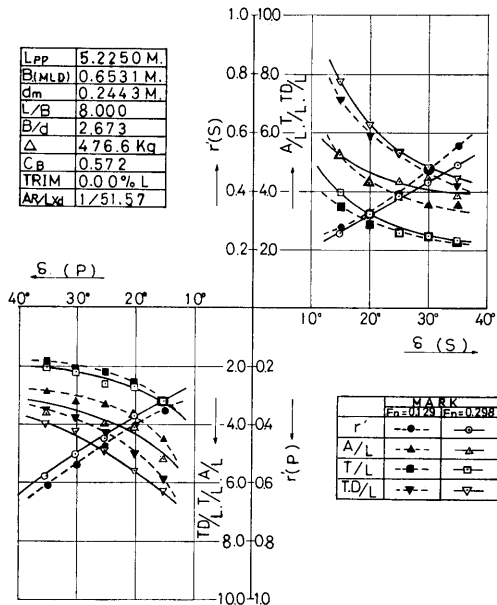 LPP 5.2250 M.
B(MLD) 0.6531 M.
dm 0.2443 M.
L/B 8.000
B/d 2.673
Δ 476.6 Kg
CB 0.572
TRIM 0.00% L
AR/Lxd 1/51.57
r'(S)
A/L. T/L. TD/L
1.0
0.8 8.0
0.6 6.0
0.4 4.0
0.2 2.0
δ. (P)
40° 30° 20° 10°
10° 20° 30° 40°
δ (S)
2.0 0.2
4.0 0.4
6.0 0.6
8.0 0.8
10.0 1.0
TD/L. T/L. A/L
r(P)
MARK
Fn=0.129 Fn=0.298
r'
A/L
T/L
T.D/L